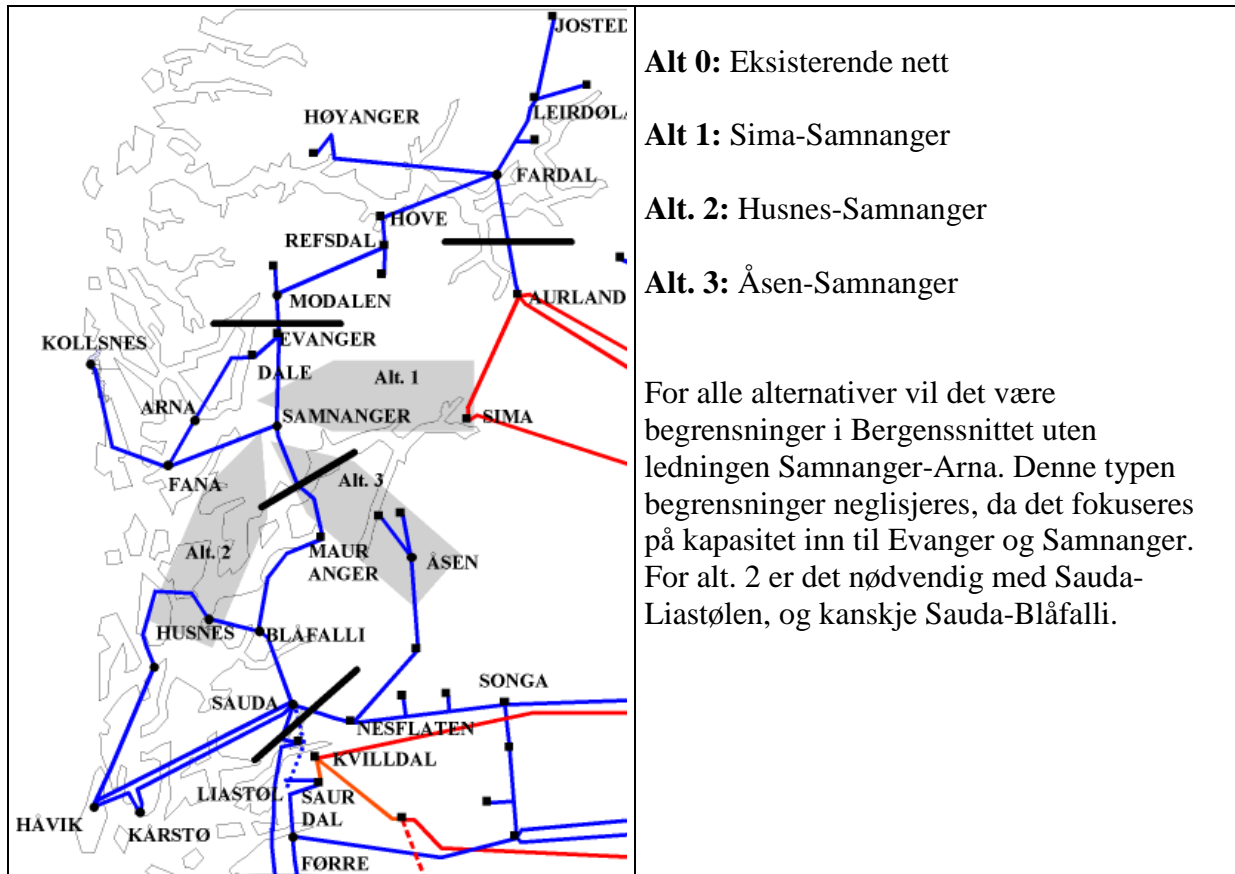 JOSTED
LEIRDØLA
HØYANGER
FARDAL
HOVE
REFSDAL
MODALEN
AURLAND
EVANGER
KOLLSNES
DALE
Alt. 1
ARNA
SAMNANGER
SIMA
FANA
Alt. 3
Alt. 2
MAUR
ANGER
ÅSEN
HUSNES
BLÅFALLI
SAUDA
SONGA
NESFLATEN
KVILLDAL
LIASTØL
SAUR
DAL
HÅVIK
KÅRSTØ
FØRRE
Alt 0: Eksisterende nett
Alt 1: Sima-Samnanger
Alt. 2: Husnes-Samnanger
Alt. 3: Åsen-Samnanger
For alle alternativer vil det være
begrensninger i Bergenssnittet uten
ledningen Samnanger-Arna. Denne typen
begrensninger neglisjeres, da det fokuseres
på kapasitet inn til Evanger og Samnanger.
For alt. 2 er det nødvendig med Sauda-
Liastølen, og kanskje Sauda-Blåfalli.